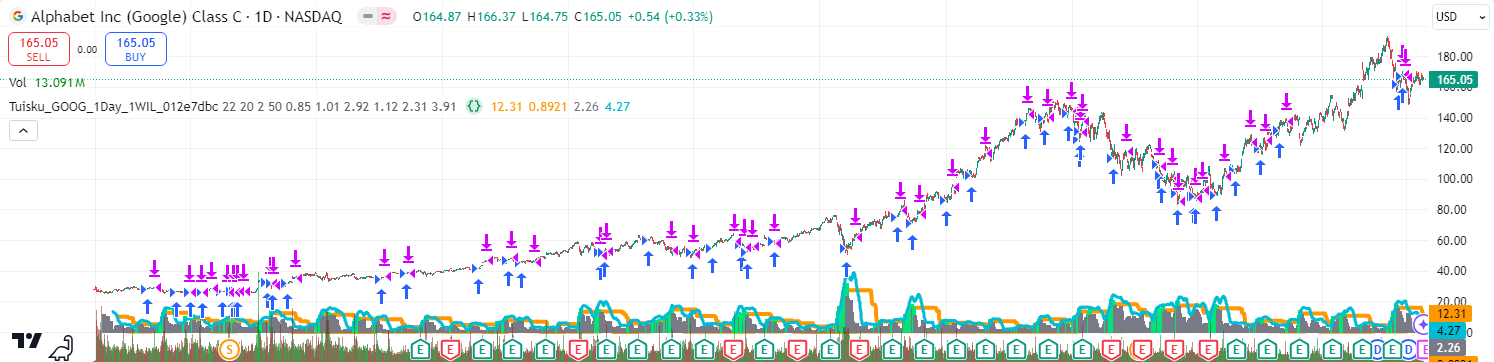 G Alphabet Inc (Google) Class C · 1D · NASDAQ O164.87 H166.37 L164.75 C165.05 +0.54 (+0.33%) USD
165.05 0.00 165.05
SELL BUY
Vol 13.091M
Tuisku_GOOG_1Day_1WIL_012e7dbc 22 20 2 50 0.85 1.01 2.92 1.12 2.31 3.91 {} 12.31 0.8921 2.26 4.27
180.00
165.05
140.00
120.00
100.00
80.00
60.00
40.00
20.00
12.31
4.27
2.26
S E E E E E E E E E E E E E E E E E E E E E E E E E E E E E E D E D E